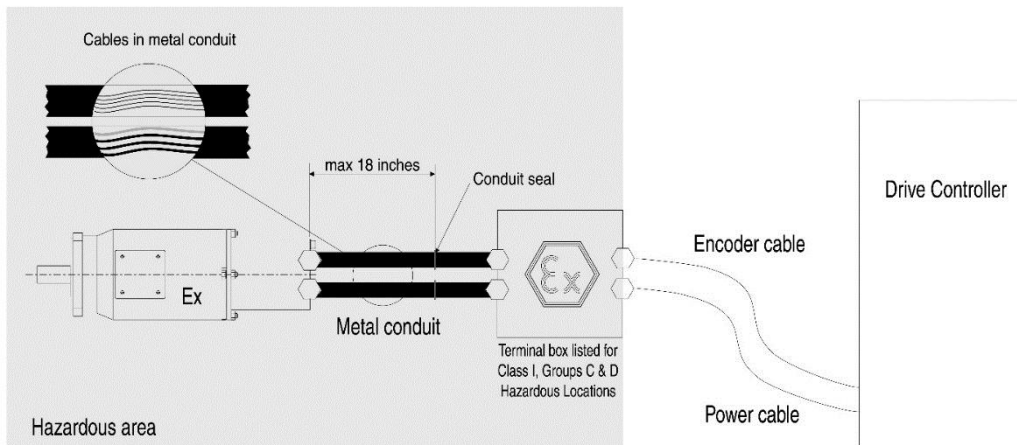 Cables in metal conduit
max 18 inches
Conduit seal
Drive Controller
Encoder cable
Ex
Ex
Metal conduit
Terminal box listed for
Class I, Groups C & D
Hazardous Locations
Power cable
Hazardous area